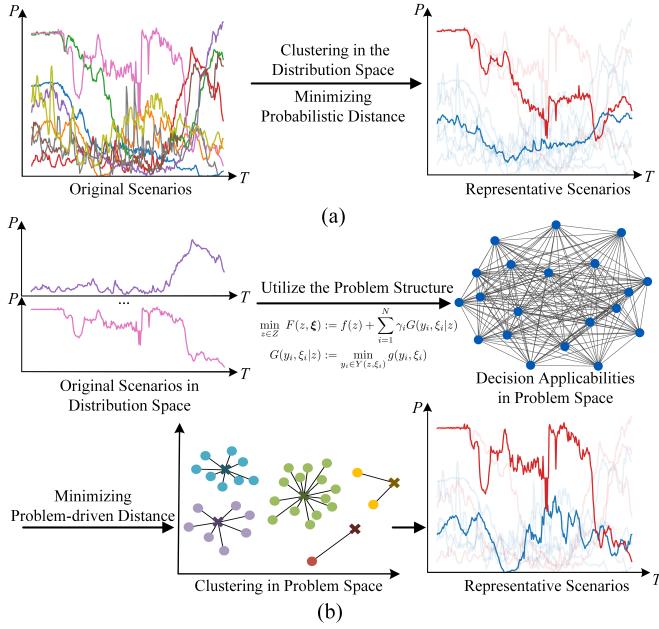 P
P
Clustering in the
Distribution Space
Minimizing
Probabilistic Distance
T
T
Original Scenarios
Representative Scenarios
(a)
P
T
...
P
T
Original Scenarios in
Distribution Space
Utilize the Problem Structure
min_{z∈Z} F(z, ξ) := f(z) + ∑_{i=1}^{N} γ_i G(y_i, ξ_i|z)
G(y_i, ξ_i|z) := min_{y_i∈Y(z,ξ_i)} g(y_i, ξ_i)
Decision Applicabilities
in Problem Space
Minimizing
Problem-driven Distance
Clustering in Problem Space
P
T
Representative Scenarios
(b)